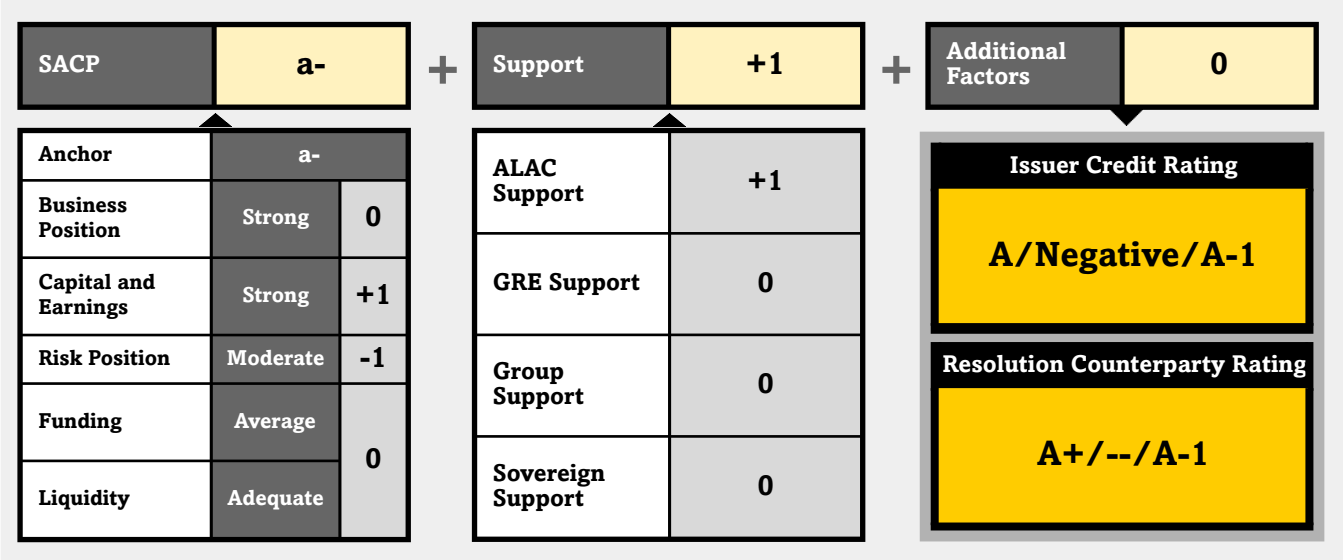 SACP
a-
+
Support
+1
+
Additional
Factors
0
Anchor
a-
Business
Position
Strong
0
Capital and
Earnings
Strong
+1
Risk Position
Moderate
-1
Funding
Average
0
Liquidity
Adequate
ALAC
Support
+1
GRE Support
0
Group
Support
0
Sovereign
Support
0
Issuer Credit Rating
A/Negative/A-1
Resolution Counterparty Rating
A+/--/A-1